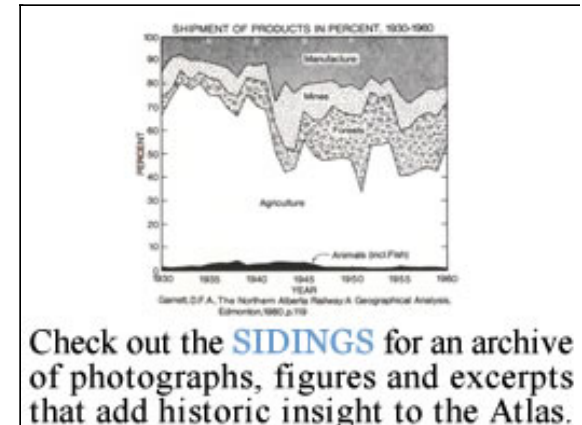 SHIPMENT OF PRODUCTS IN PERCENT, 1930-1960
100
90
80
70
60
50
40
30
20
10
0
PERCENT
Manufacture
Mines
Forests
Agriculture
Animals (incl.Fish)
1930 1935 1940 1945 1950 1955 1960
YEAR
Garrett, D.F.A., The Northern Alberta Railway: A Geographical Analysis,
Edmonton, 1980, p.119
Check out the SIDINGS for an archive
of photographs, figures and excerpts
that add historic insight to the Atlas.